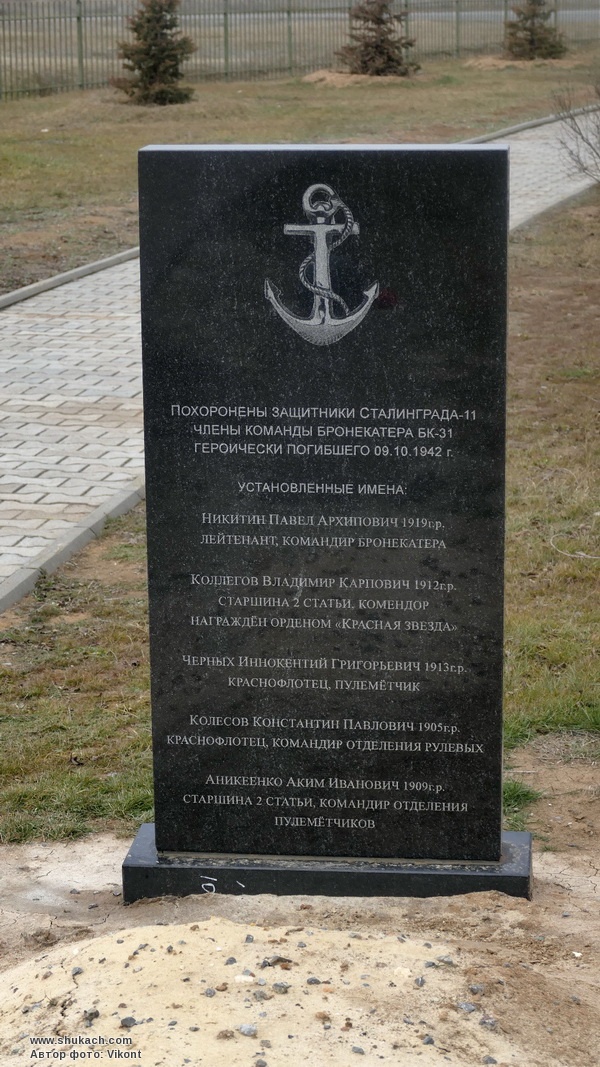 ПОХОРОНЕНЫ ЗАЩИТНИКИ СТАЛИНГРАДА-11
ЧЛЕНЫ КОМАНДЫ БРОНЕКАТЕРА БК-31
ГЕРОИЧЕСКИ ПОГИБШЕГО 09.10.1942 г.
УСТАНОВЛЕННЫЕ ИМЕНА:
НИКИТИН ПАВЕЛ АРХИПОВИЧ 1919г.р.
ЛЕЙТЕНАНТ, КОМАНДИР БРОНЕКАТЕРА
КОЛЛЕГОВ ВЛАДИМИР КАРПОВИЧ 1912г.р.
СТАРШИНА 2 СТАТЬИ, КОМЕНДОР
НАГРАЖДЁН ОРДЕНОМ «КРАСНАЯ ЗВЕЗДА»
ЧЕРНЫХ ИННОКЕНТИЙ ГРИГОРЬЕВИЧ 1913г.р.
КРАСНОФЛОТЕЦ, ПУЛЕМЁТЧИК
КОЛЕСОВ КОНСТАНТИН ПАВЛОВИЧ 1905г.р.
КРАСНОФЛОТЕЦ, КОМАНДИР ОТДЕЛЕНИЯ РУЛЕВЫХ
АНИКЕЕНКО АКИМ ИВАНОВИЧ 1909г.р.
СТАРШИНА 2 СТАТЬИ, КОМАНДИР ОТДЕЛЕНИЯ
ПУЛЕМЁТЧИКОВ
www.shukach.com
Автор фото: Vikont